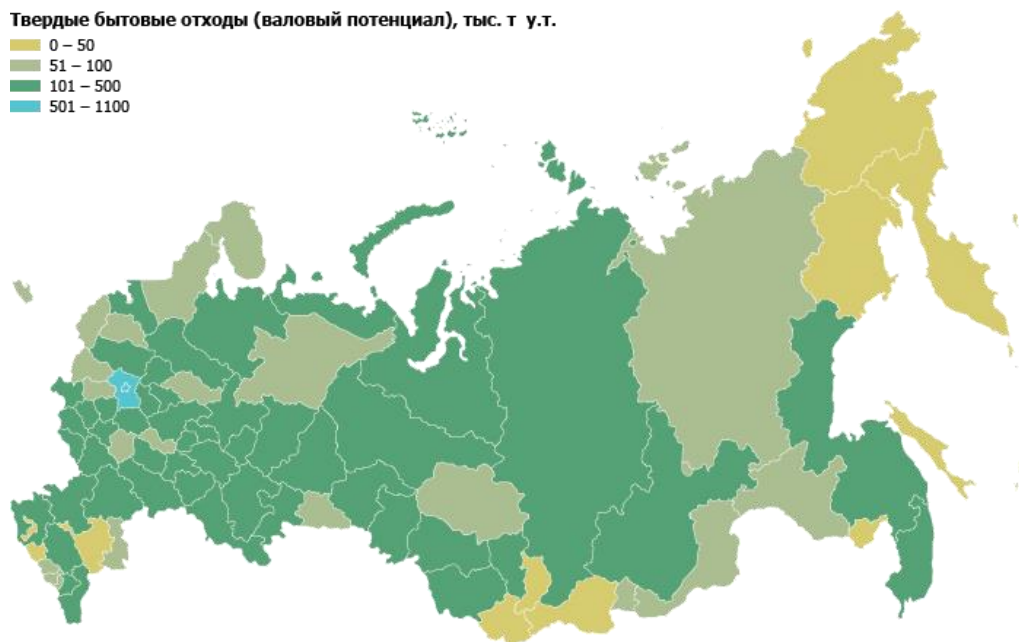 Твердые бытовые отходы (валовый потенциал), тыс. т у.т.
0 – 50
51 – 100
101 – 500
501 – 1100